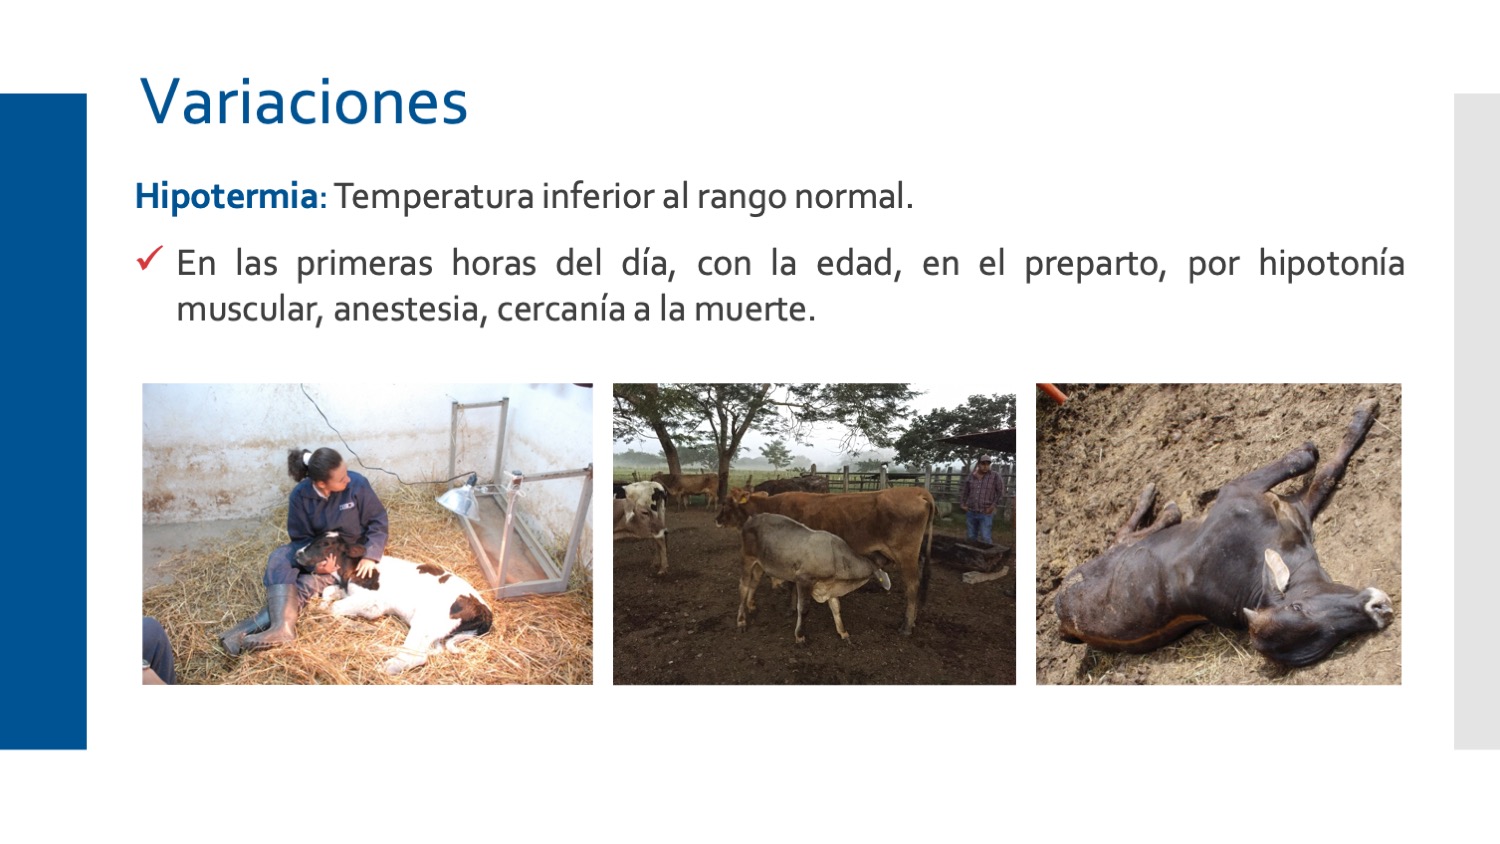 Variaciones
Hipotermia: Temperatura inferior al rango normal.
✓ En las primeras horas del día, con la edad, en el preparto, por hipotonía
muscular, anestesia, cercanía a la muerte.